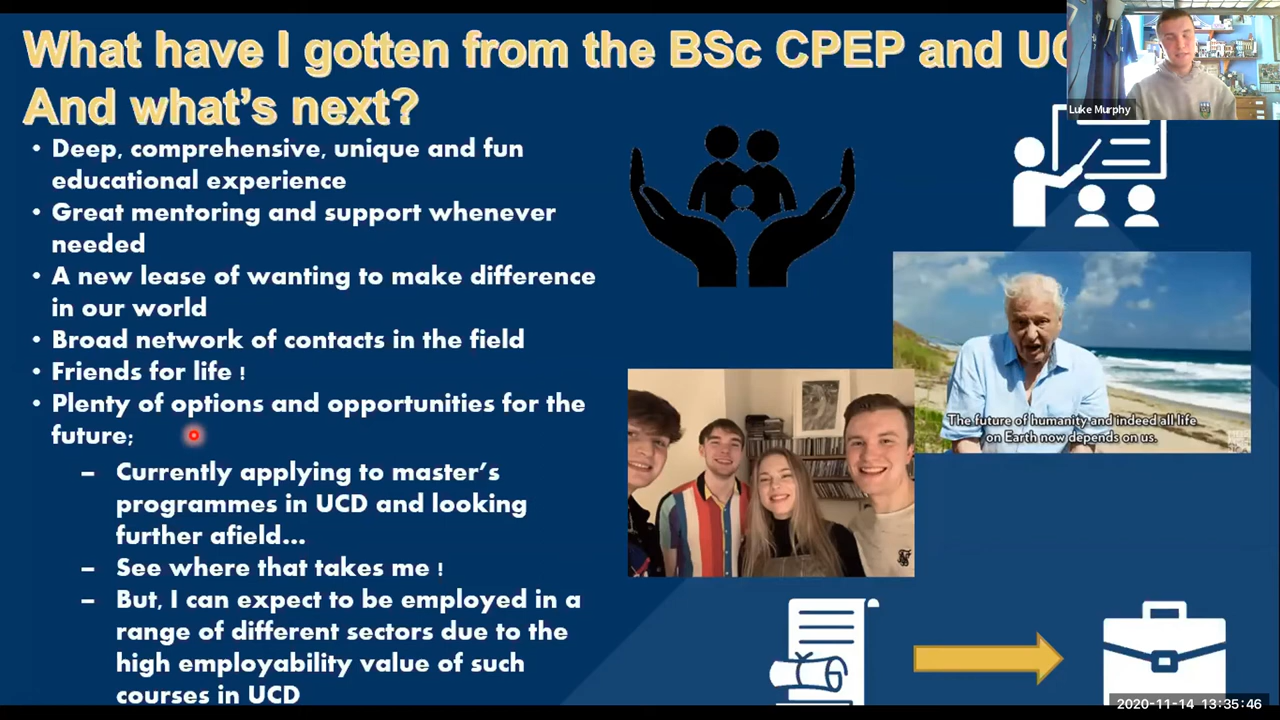 What have I gotten from the BSc CPEP and
And what's next?
• Deep, comprehensive, unique and fun
educational experience
• Great mentoring and support whenever
needed
• A new lease of wanting to make difference
in our world
• Broad network of contacts in the field
• Friends for life !
• Plenty of options and opportunities for the
future;
– Currently applying to master's
programmes in UCD and looking
further afield...
– See where that takes me !
– But, I can expect to be employed in a
range of different sectors due to the
high employability value of such
courses in UCD
Luke Murphy
The future of humanity and indeed all life
on Earth now depends on us.
2020-11-14 13:35:46